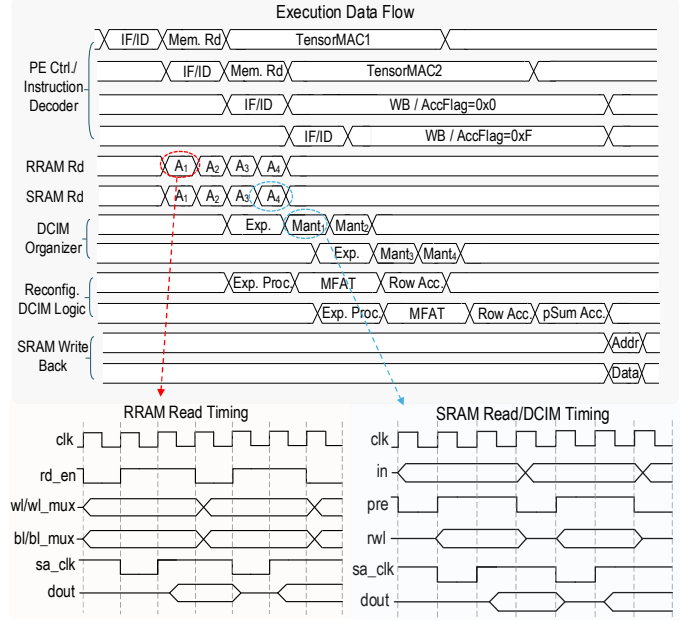 Execution Data Flow
IF/ID Mem. Rd TensorMAC1
PE Ctrl./
Instruction
Decoder
IF/ID Mem. Rd TensorMAC2
IF/ID WB / AccFlag=0x0
IF/ID WB / AccFlag=0xF
RRAM Rd A1 A2 A3 A4
SRAM Rd A1 A2 A3 A4
DCIM
Organizer
Exp. Mant1 Mant2
Exp. Mant3 Mant4
Reconfig.
DCIM Logic
Exp. Proc. MFAT Row Acc.
Exp. Proc. MFAT Row Acc. pSum Acc.
SRAM Write
Back
Addr
Data
RRAM Read Timing
clk
rd_en
wl/wl_mux
bl/bl_mux
sa_clk
dout
SRAM Read/DCIM Timing
clk
in
pre
rwl
sa_clk
dout